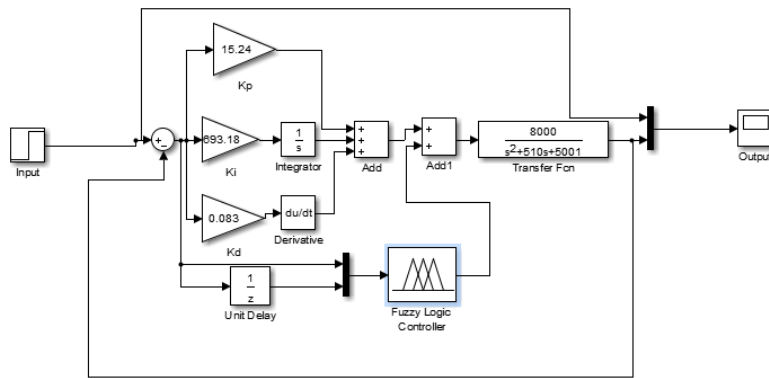 15.24
Kp
Input
+
−
693.18
Ki
1
s
Integrator
+
+
+
Add
+
+
Add1
8000
s²+510s+5001
Transfer Fcn
Output
0.083
Kd
du/dt
Derivative
1
z
Unit Delay
Fuzzy Logic
Controller